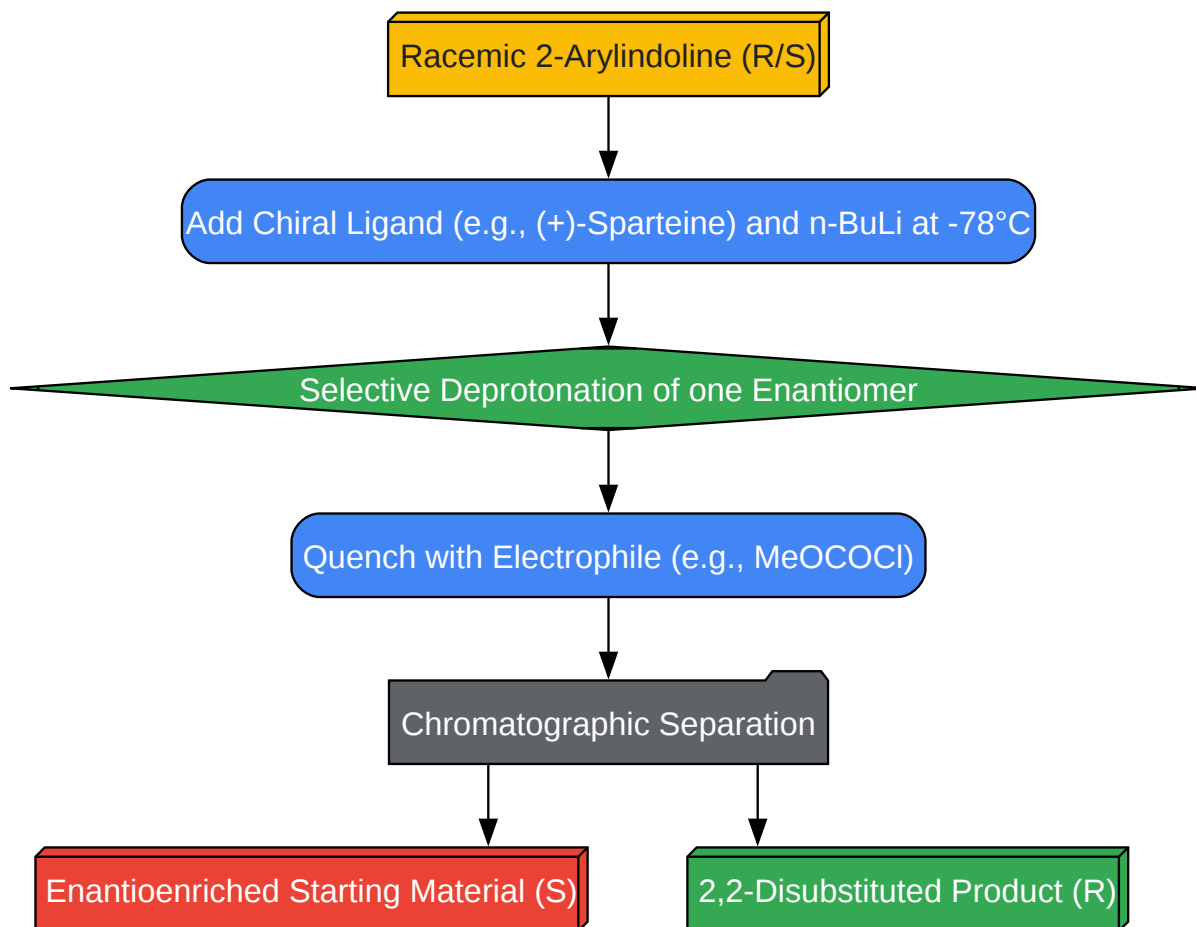 Racemic 2-Arylindoline (R/S)
Add Chiral Ligand (e.g., (+)-Sparteine) and n-BuLi at -78°C
Selective Deprotonation of one Enantiomer
Quench with Electrophile (e.g., MeOCOCl)
Chromatographic Separation
Enantioenriched Starting Material (S)
2,2-Disubstituted Product (R)